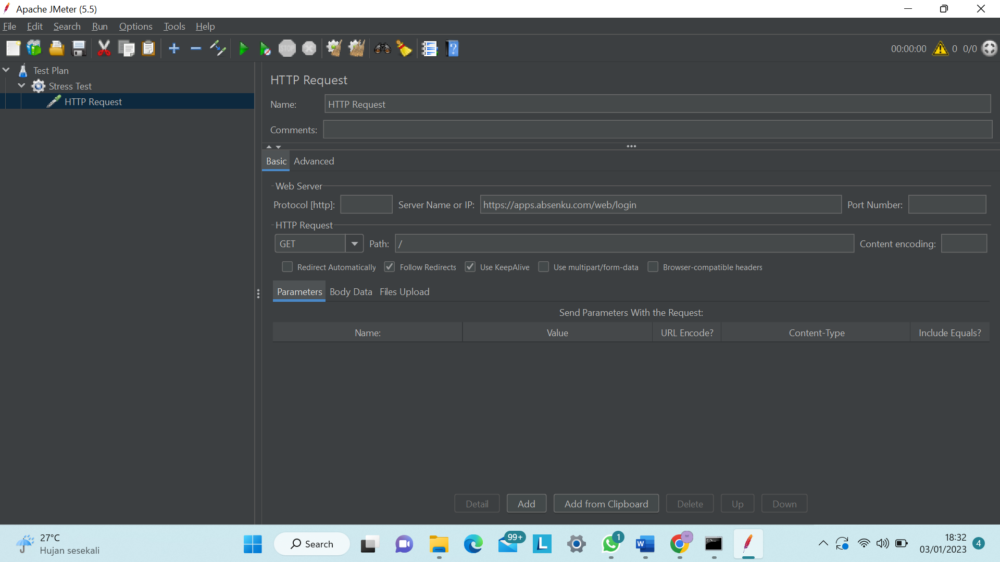 Apache JMeter (5.5)
File Edit Search Run Options Tools Help
STOP
00:00:00 0 0/0
Test Plan
Stress Test
HTTP Request
HTTP Request
Name: HTTP Request
Comments:
Basic Advanced
Web Server
Protocol [http]: Server Name or IP: https://apps.absenku.com/web/login Port Number:
HTTP Request
GET Path: / Content encoding:
Redirect Automatically Follow Redirects Use KeepAlive Use multipart/form-data Browser-compatible headers
Parameters Body Data Files Upload
Send Parameters With the Request:
Name: Value URL Encode? Content-Type Include Equals?
Detail Add Add from Clipboard Delete Up Down
27°C
Hujan sesekali
Search
99+
L
1
W
18:32
03/01/2023
4